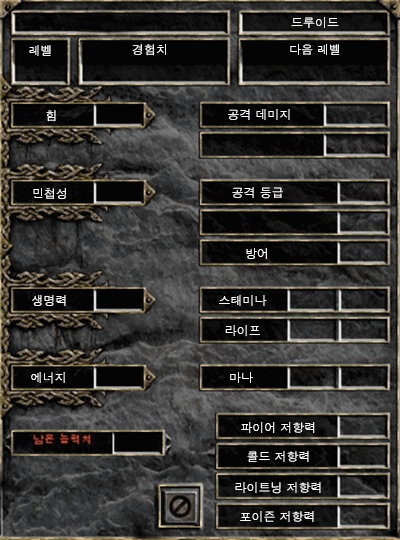 드루이드
레벨
경험치
다음 레벨
힘
공격 데미지
민첩성
공격 등급
방어
생명력
스태미나
라이프
에너지
마나
남은 능력치
파이어 저항력
콜드 저항력
라이트닝 저항력
포이즌 저항력